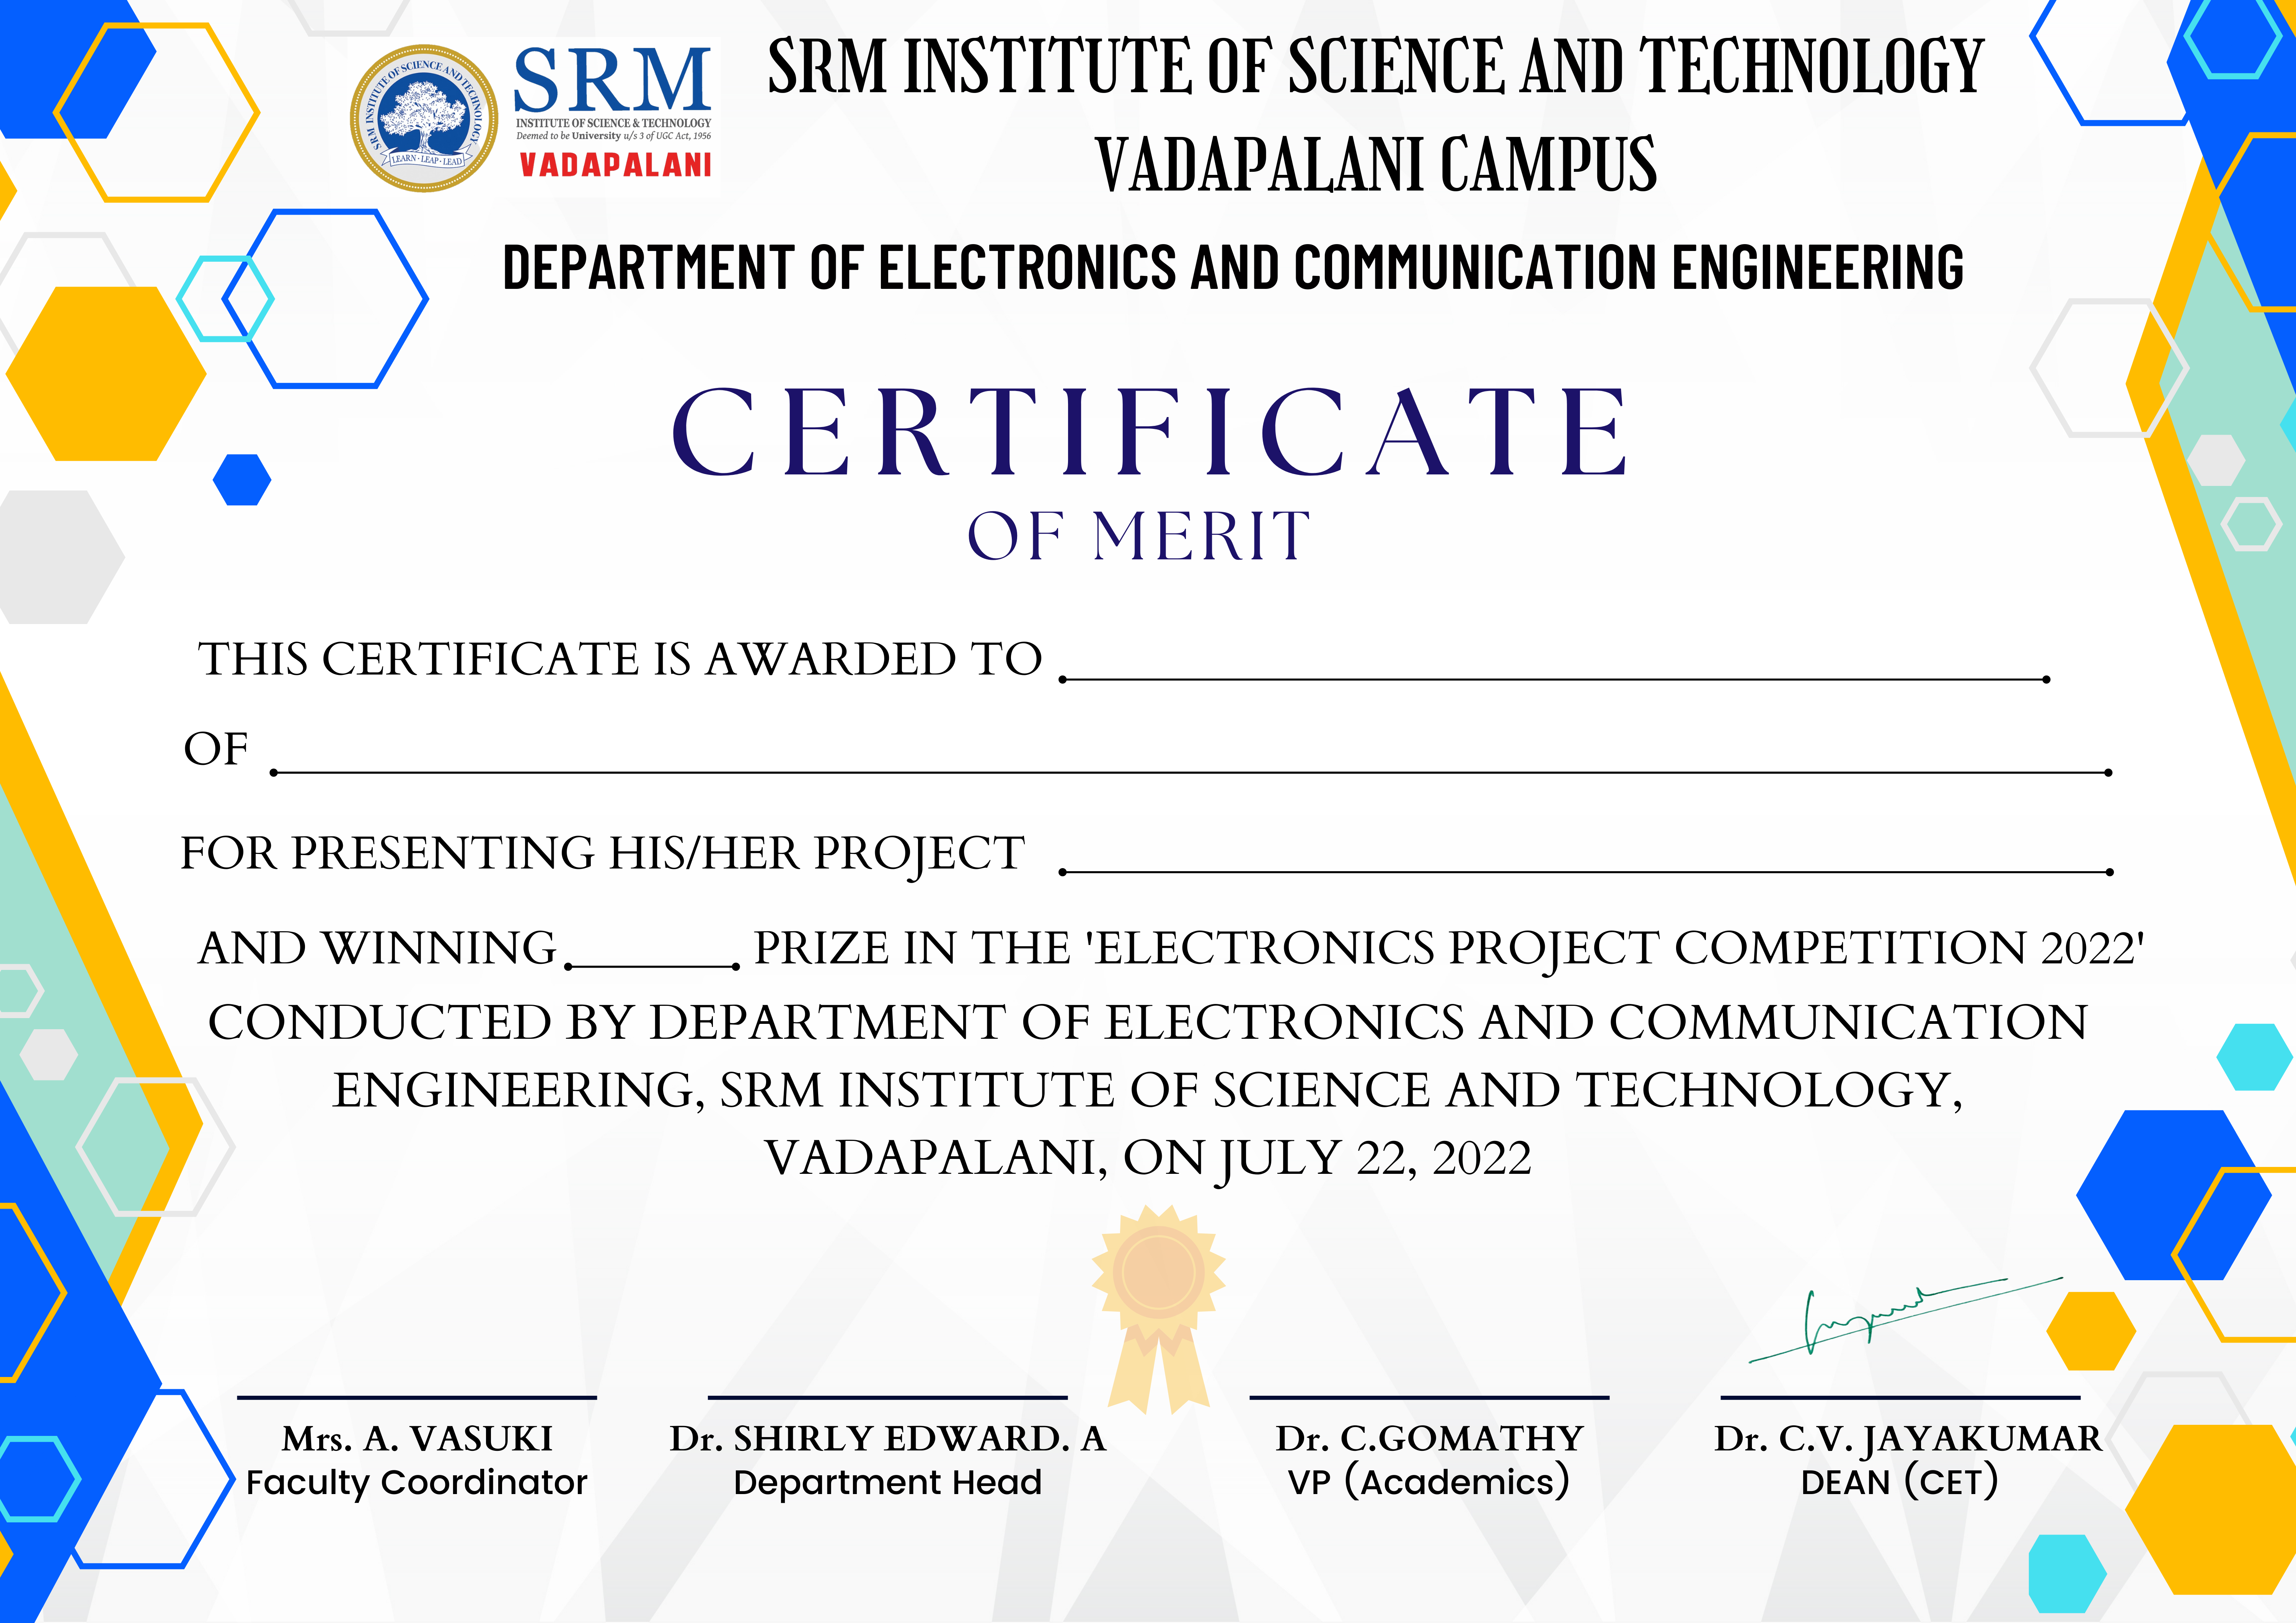 SRM INSTITUTE OF SCIENCE AND TECHNOLOGY
LEARN · LEAP · LEAD
SRM
INSTITUTE OF SCIENCE & TECHNOLOGY
Deemed to be University u/s 3 of UGC Act, 1956
VADAPALANI
SRM INSTITUTE OF SCIENCE AND TECHNOLOGY
VADAPALANI CAMPUS
DEPARTMENT OF ELECTRONICS AND COMMUNICATION ENGINEERING
CERTIFICATE
OF MERIT
THIS CERTIFICATE IS AWARDED TO
OF
FOR PRESENTING HIS/HER PROJECT
AND WINNING PRIZE IN THE 'ELECTRONICS PROJECT COMPETITION 2022'
CONDUCTED BY DEPARTMENT OF ELECTRONICS AND COMMUNICATION
ENGINEERING, SRM INSTITUTE OF SCIENCE AND TECHNOLOGY,
VADAPALANI, ON JULY 22, 2022
Mrs. A. VASUKI
Faculty Coordinator
Dr. SHIRLY EDWARD. A
Department Head
Dr. C.GOMATHY
VP (Academics)
Dr. C.V. JAYAKUMAR
DEAN (CET)